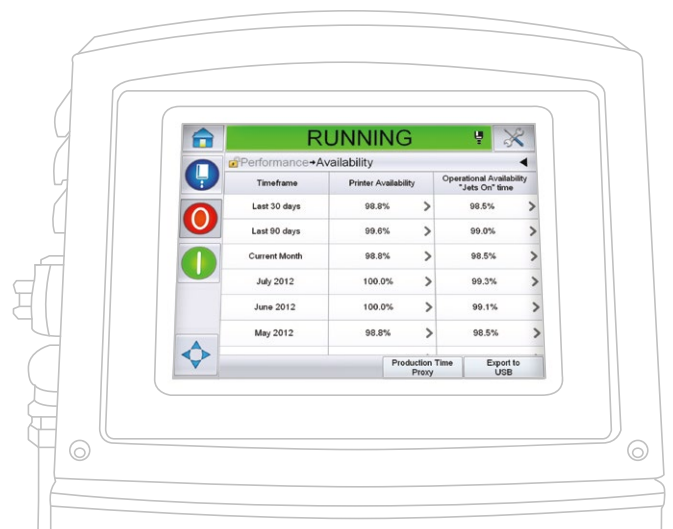 RUNNING
Performance→Availability
Timeframe Printer Availability Operational Availability "Jets On" time
Last 30 days 98.8% 98.5%
Last 90 days 99.6% 99.0%
Current Month 98.8% 98.5%
July 2012 100.0% 99.3%
June 2012 100.0% 99.1%
May 2012 98.8% 98.5%
Production Time Proxy Export to USB